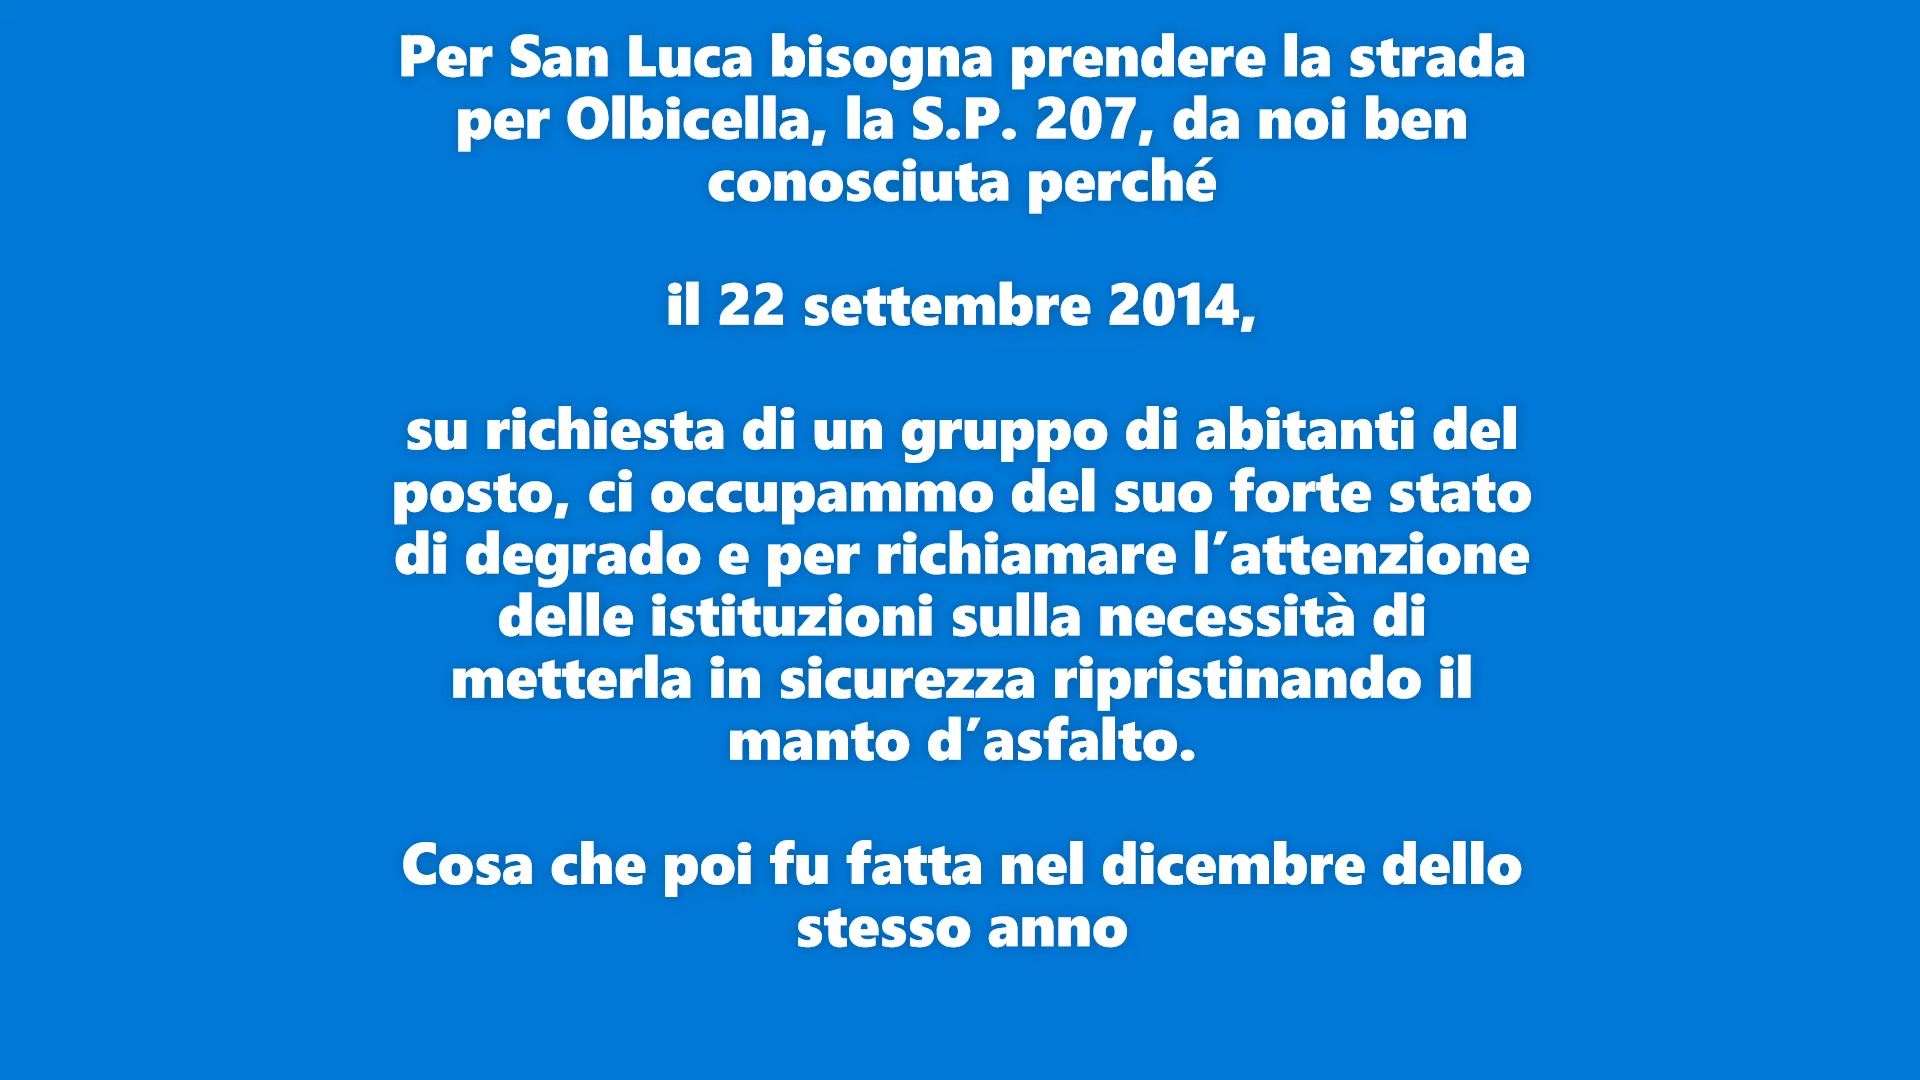 Per San Luca bisogna prendere la strada
per Olbicella, la S.P. 207, da noi ben
conosciuta perché
il 22 settembre 2014,
su richiesta di un gruppo di abitanti del
posto, ci occupammo del suo forte stato
di degrado e per richiamare l’attenzione
delle istituzioni sulla necessità di
metterla in sicurezza ripristinando il
manto d’asfalto.
Cosa che poi fu fatta nel dicembre dello
stesso anno